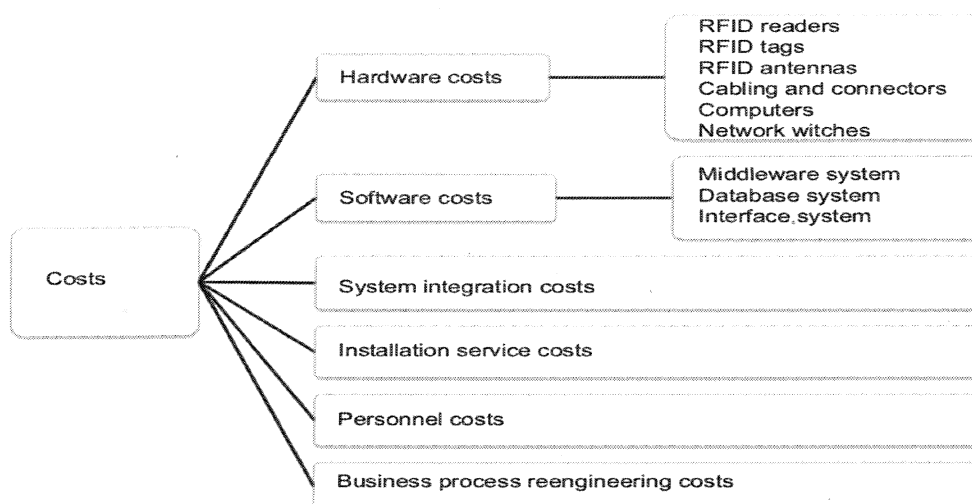 Costs
Hardware costs
RFID readers
RFID tags
RFID antennas
Cabling and connectors
Computers
Network witches
Software costs
Middleware system
Database system
Interface system
System integration costs
Installation service costs
Personnel costs
Business process reengineering costs